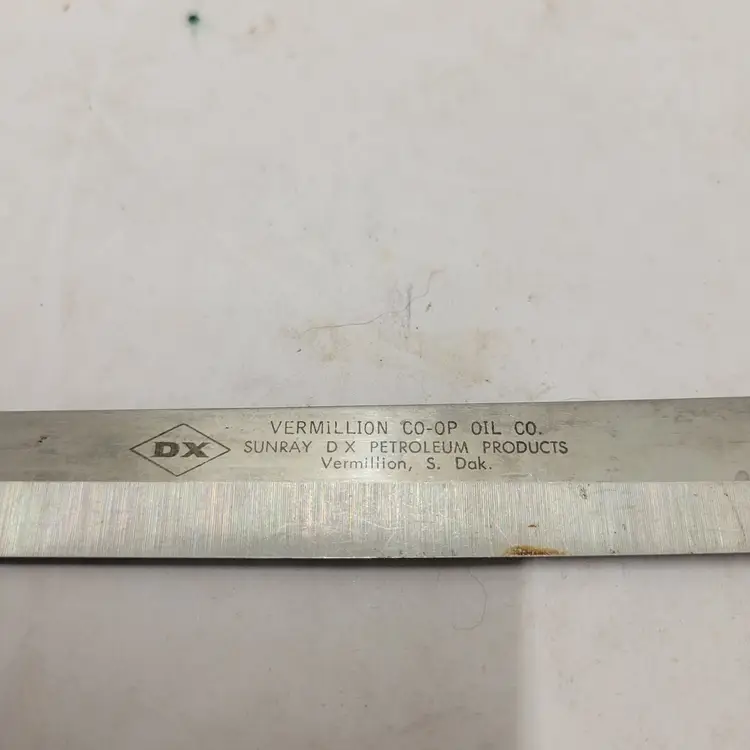 DX
VERMILLION CO-OP OIL CO.
SUNRAY D X PETROLEUM PRODUCTS
Vermillion, S. Dak.